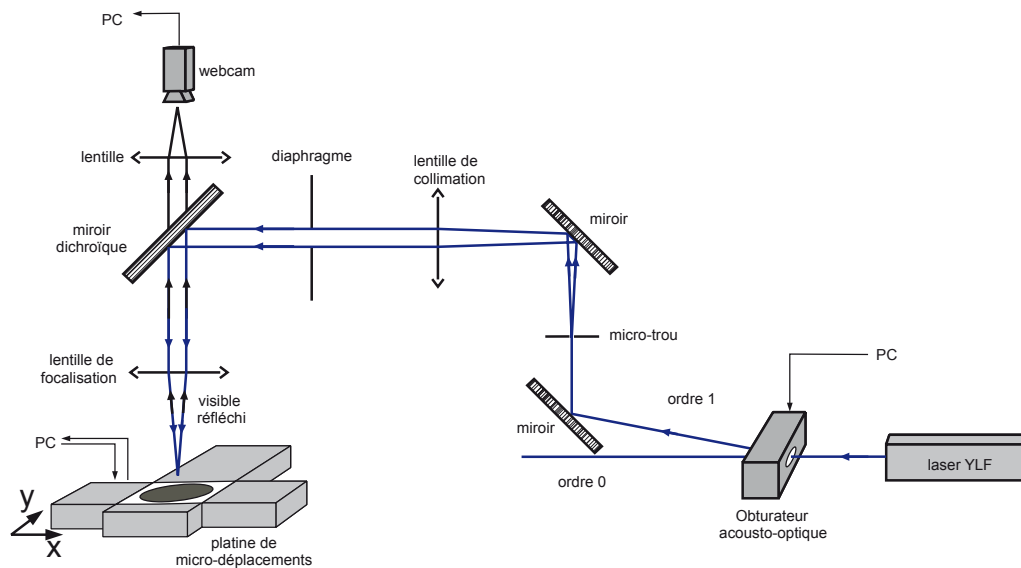 PC
webcam
lentille
diaphragme
lentille de
collimation
miroir
miroir
dichroïque
micro-trou
PC
lentille de
focalisation
visible
réfléchi
ordre 1
miroir
PC
laser YLF
ordre 0
y
x
Obturateur
acousto-optique
platine de
micro-déplacements